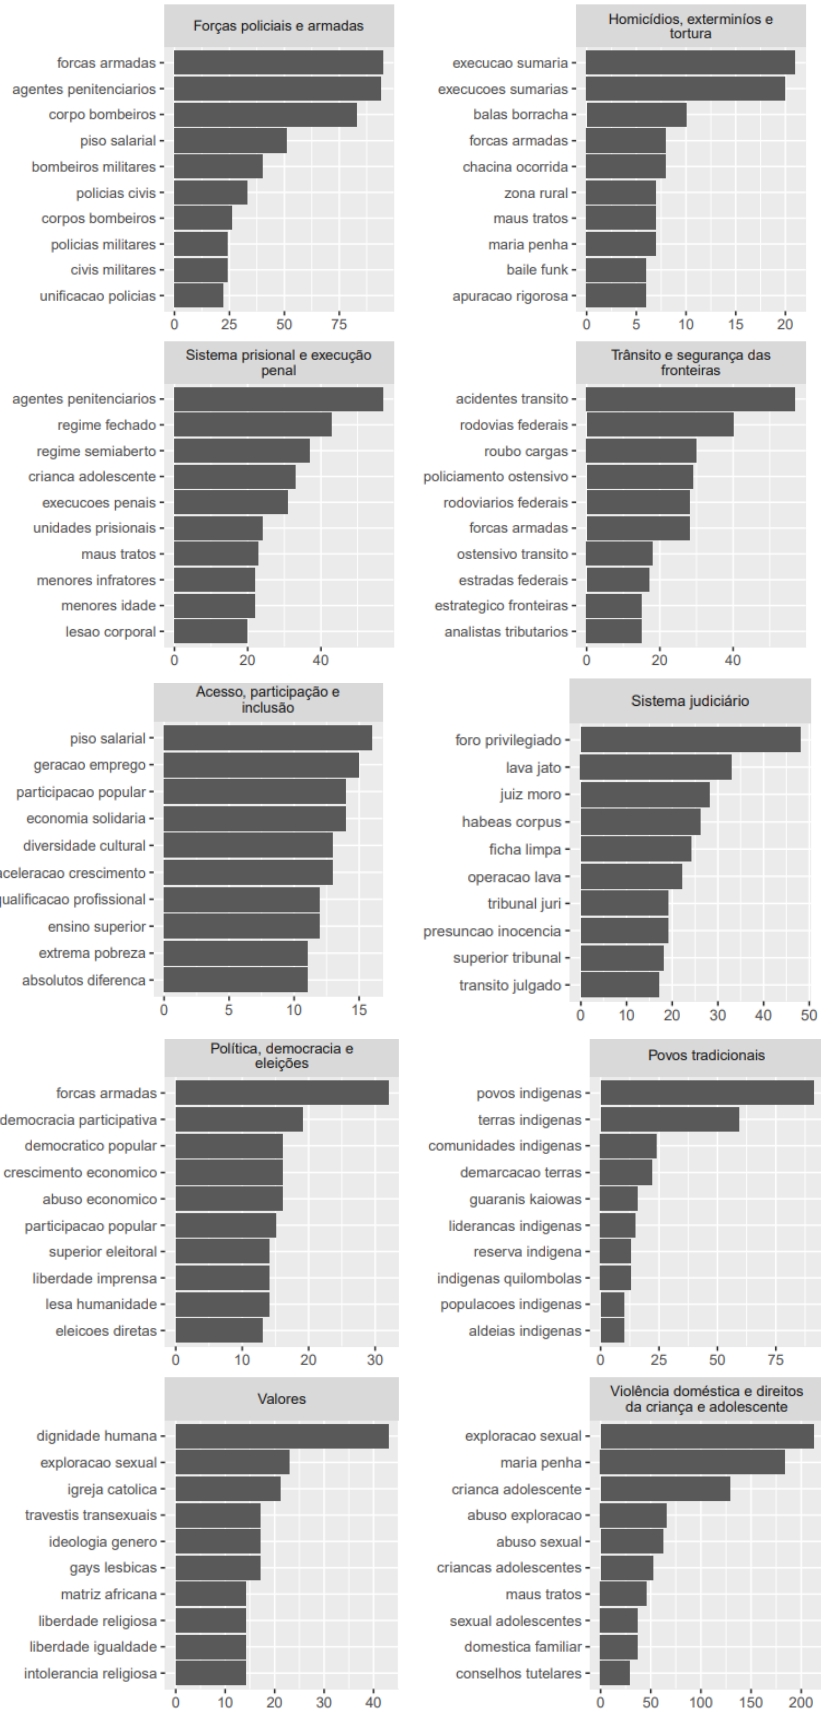 Forças policiais e armadas
forcas armadas
agentes penitenciarios
corpo bombeiros
piso salarial
bombeiros militares
policias civis
corpos bombeiros
policias militares
civis militares
unificacao policias
0 25 50 75
Homicídios, exterminíos e
tortura
execucao sumaria
execucoes sumarias
balas borracha
forcas armadas
chacina ocorrida
zona rural
maus tratos
maria penha
baile funk
apuracao rigorosa
0 5 10 15 20
Sistema prisional e execução
penal
agentes penitenciarios
regime fechado
regime semiaberto
crianca adolescente
execucoes penais
unidades prisionais
maus tratos
menores infratores
menores idade
lesao corporal
0 20 40
Trânsito e segurança das
fronteiras
acidentes transito
rodovias federais
roubo cargas
policiamento ostensivo
rodoviarios federais
forcas armadas
ostensivo transito
estradas federais
estrategico fronteiras
analistas tributarios
0 20 40
Acesso, participação e
inclusão
piso salarial
geracao emprego
participacao popular
economia solidaria
diversidade cultural
aceleracao crescimento
qualificacao profissional
ensino superior
extrema pobreza
absolutos diferenca
0 5 10 15
Sistema judiciário
foro privilegiado
lava jato
juiz moro
habeas corpus
ficha limpa
operacao lava
tribunal juri
presuncao inocencia
superior tribunal
transito julgado
0 10 20 30 40 50
Política, democracia e
eleições
forcas armadas
democracia participativa
democratico popular
crescimento economico
abuso economico
participacao popular
superior eleitoral
liberdade imprensa
lesa humanidade
eleicoes diretas
0 10 20 30
Povos tradicionais
povos indigenas
terras indigenas
comunidades indigenas
demarcacao terras
guaranis kaiowas
liderancas indigenas
reserva indigena
indigenas quilombolas
populacoes indigenas
aldeias indigenas
0 25 50 75
Valores
dignidade humana
exploracao sexual
igreja catolica
travestis transexuais
ideologia genero
gays lesbicas
matriz africana
liberdade religiosa
liberdade igualdade
intolerancia religiosa
0 10 20 30 40
Violência doméstica e direitos
da criança e adolescente
exploracao sexual
maria penha
crianca adolescente
abuso exploracao
abuso sexual
criancas adolescentes
maus tratos
sexual adolescentes
domestica familiar
conselhos tutelares
0 50 100 150 200